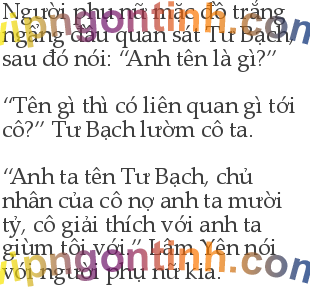 Người phụ nữ mặc đồ trắng
ngẩng đầu quan sát Tư Bạch,
sau đó nói: “Anh tên là gì?”
“Tên gì thì có liên quan gì tới
cô?” Tư Bạch lườm cô ta.
“Anh ta tên Tư Bạch, chủ
nhân của cô nợ anh ta mười
tỷ, cô giải thích với anh ta
giùm tôi với.” Lâm Yên nói
với người phụ nữ kia.
vipngontinh.com
vipngontinh.com